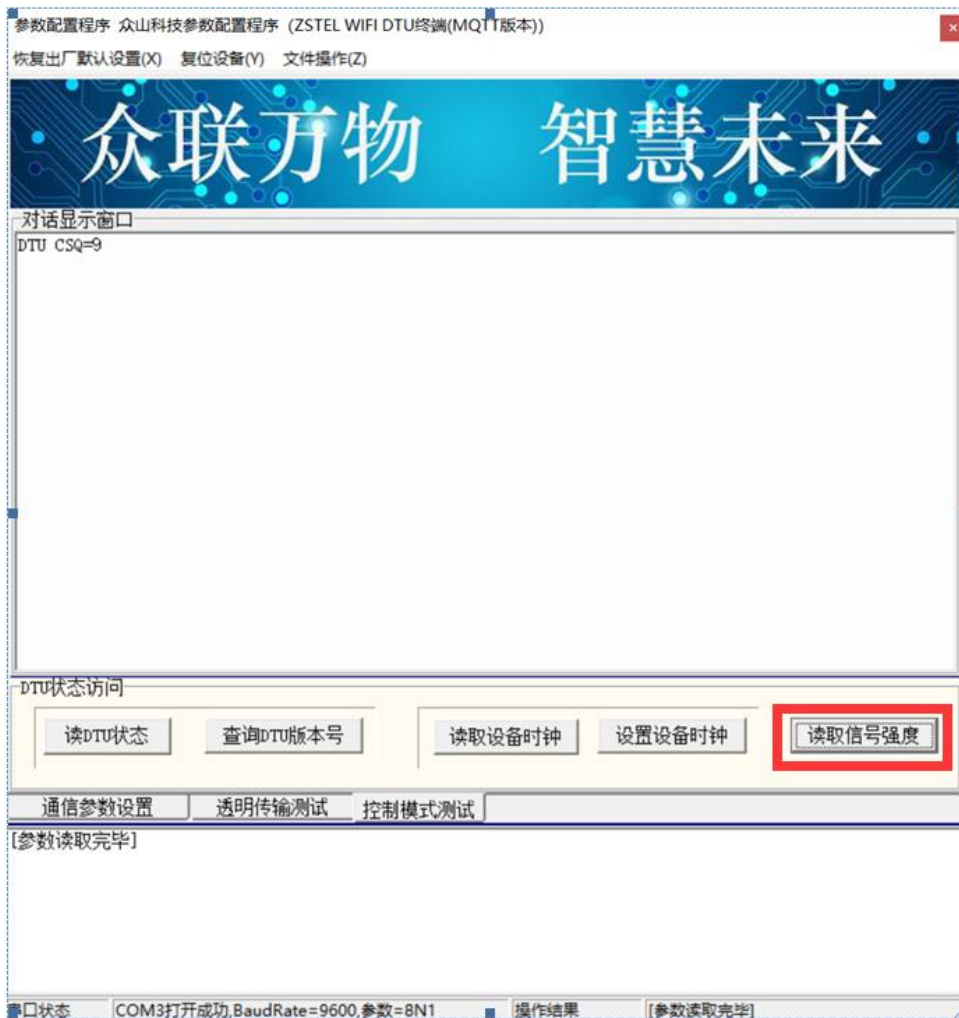 参数配置程序 众山科技参数配置程序 (ZSTEL WIFI DTU终端(MQTT版本))
恢复出厂默认设置(X) 复位设备(Y) 文件操作(Z)
众联万物 智慧未来
对话显示窗口
DTU CSQ=9
DTU状态访问
读DTU状态 查询DTU版本号 读取设备时钟 设置设备时钟 读取信号强度
通信参数设置 透明传输测试 控制模式测试
[参数读取完毕]
串口状态 COM3打开成功,BaudRate=9600,参数=8N1 操作结果 [参数读取完毕]